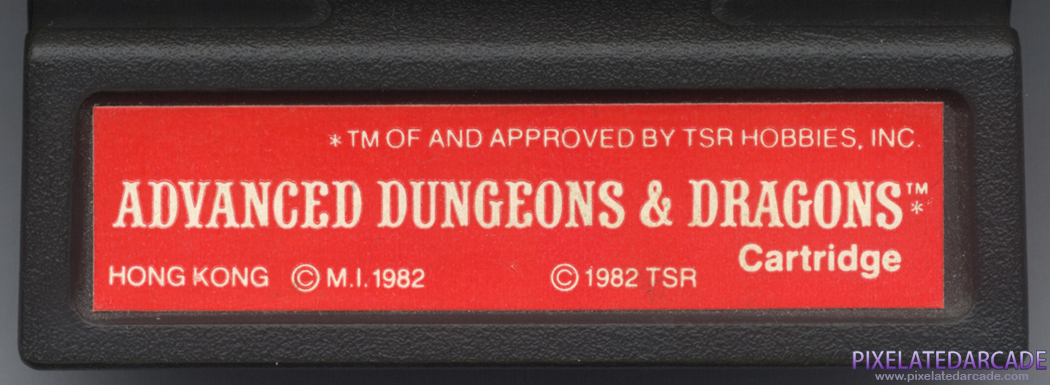 *TM OF AND APPROVED BY TSR HOBBIES, INC.
ADVANCED DUNGEONS & DRAGONS™*
Cartridge
HONG KONG © M.I. 1982 © 1982 TSR
PIXELATEDARCADE
www.pixelatedarcade.com